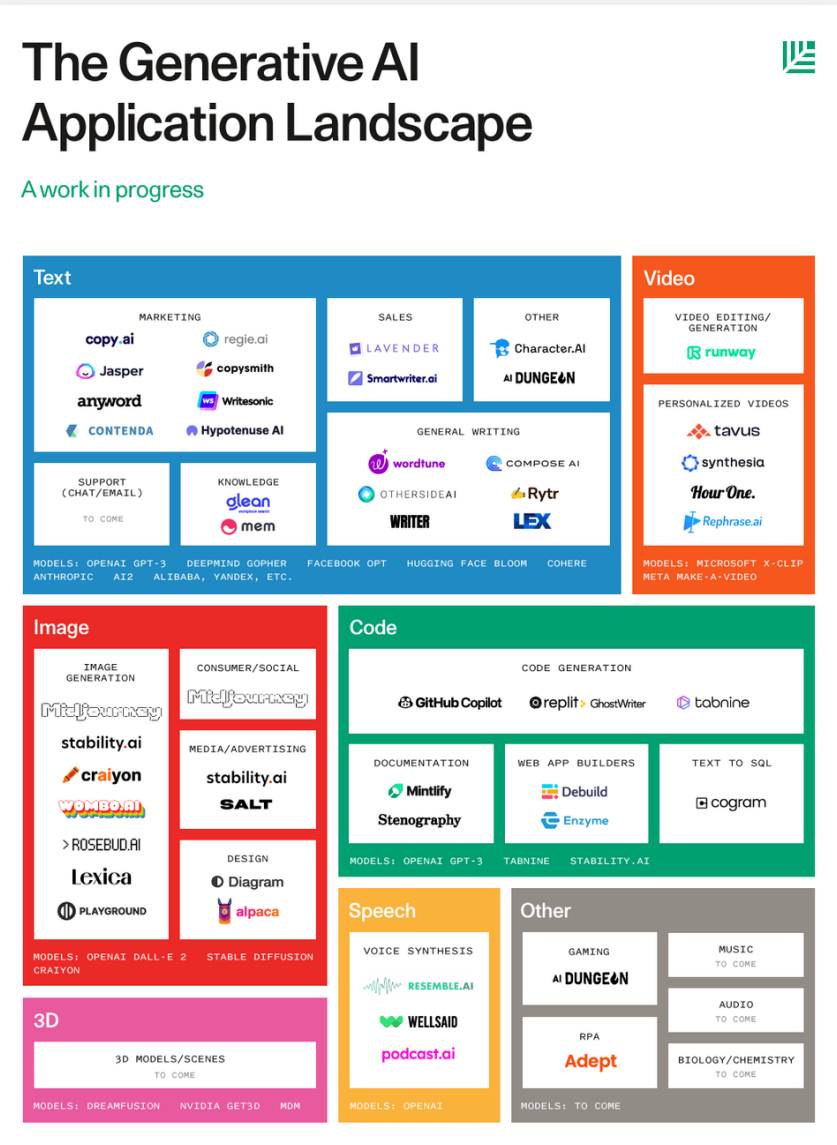 The Generative AI
Application Landscape
A work in progress
Text
MARKETING
copy.ai
regie.ai
Jasper
copysmith
anyword
WS Writesonic
CONTENDA
Hypotenuse AI
SALES
LAVENDER
Smartwriter.ai
OTHER
Character.AI
AI DUNGEON
SUPPORT
(CHAT/EMAIL)
TO COME
KNOWLEDGE
glean
workplace search
mem
GENERAL WRITING
wordtune
COMPOSE AI
OTHERSIDEAI
Rytr
WRITER
LEX
MODELS: OPENAI GPT-3 DEEPMIND GOPHER FACEBOOK OPT HUGGING FACE BLOOM COHERE
ANTHROPIC AI2 ALIBABA, YANDEX, ETC.
Video
VIDEO EDITING/
GENERATION
runway
PERSONALIZED VIDEOS
tavus
synthesia
Hour One.
Rephrase.ai
MODELS: MICROSOFT X-CLIP
META MAKE-A-VIDEO
Image
IMAGE
GENERATION
Midjourney
stability.ai
craiyon
WOMBO.AI
ROSEBUD.AI
Lexica
PLAYGROUND
CONSUMER/SOCIAL
Midjourney
MEDIA/ADVERTISING
stability.ai
SALT
DESIGN
Diagram
alpaca
MODELS: OPENAI DALL-E 2 STABLE DIFFUSION
CRAIYON
Code
CODE GENERATION
GitHub Copilot
replit GhostWriter
tabnine
DOCUMENTATION
Mintlify
Stenography
WEB APP BUILDERS
Debuild
Enzyme
TEXT TO SQL
cogram
MODELS: OPENAI GPT-3 TABNINE STABILITY.AI
3D
3D MODELS/SCENES
TO COME
MODELS: DREAMFUSION NVIDIA GET3D MDM
Speech
VOICE SYNTHESIS
RESEMBLE.AI
WELLSAID
podcast.ai
MODELS: OPENAI
Other
GAMING
AI DUNGEON
RPA
Adept
MUSIC
TO COME
AUDIO
TO COME
BIOLOGY/CHEMISTRY
TO COME
MODELS: TO COME